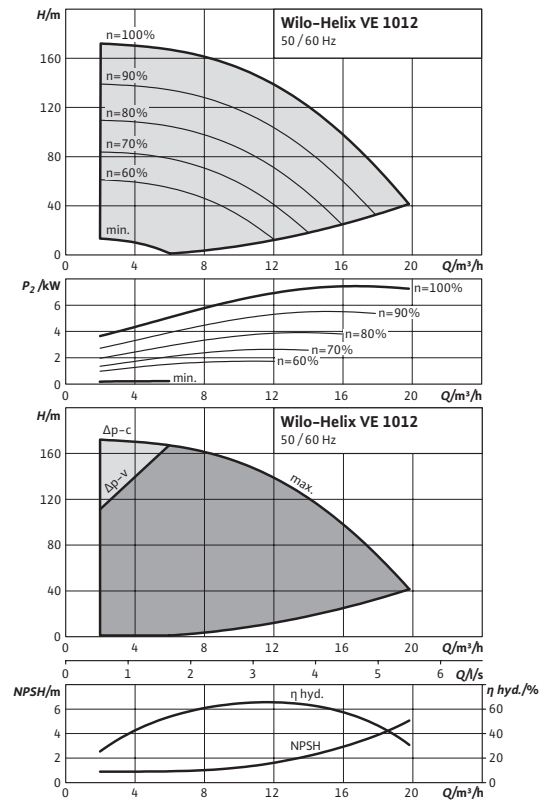 H/m
Wilo-Helix VE 1012
50 / 60 Hz
n=100%
160
n=90%
120
n=80%
80
n=70%
n=60%
40
min.
0
0 4 8 12 16 20 Q/m³/h
P₂ /kW
n=100%
6
n=90%
4
n=80%
n=70%
2
n=60%
min.
0
0 4 8 12 16 20 Q/m³/h
H/m
Wilo-Helix VE 1012
50 / 60 Hz
Δp-c
160
Δp-v
max.
120
80
40
0
0 4 8 12 16 20 Q/m³/h
0 1 2 3 4 5 6 Q/l/s
NPSH/m
η hyd./%
η hyd.
6 60
4 40
NPSH
2 20
0 0
0 4 8 12 16 20 Q/m³/h